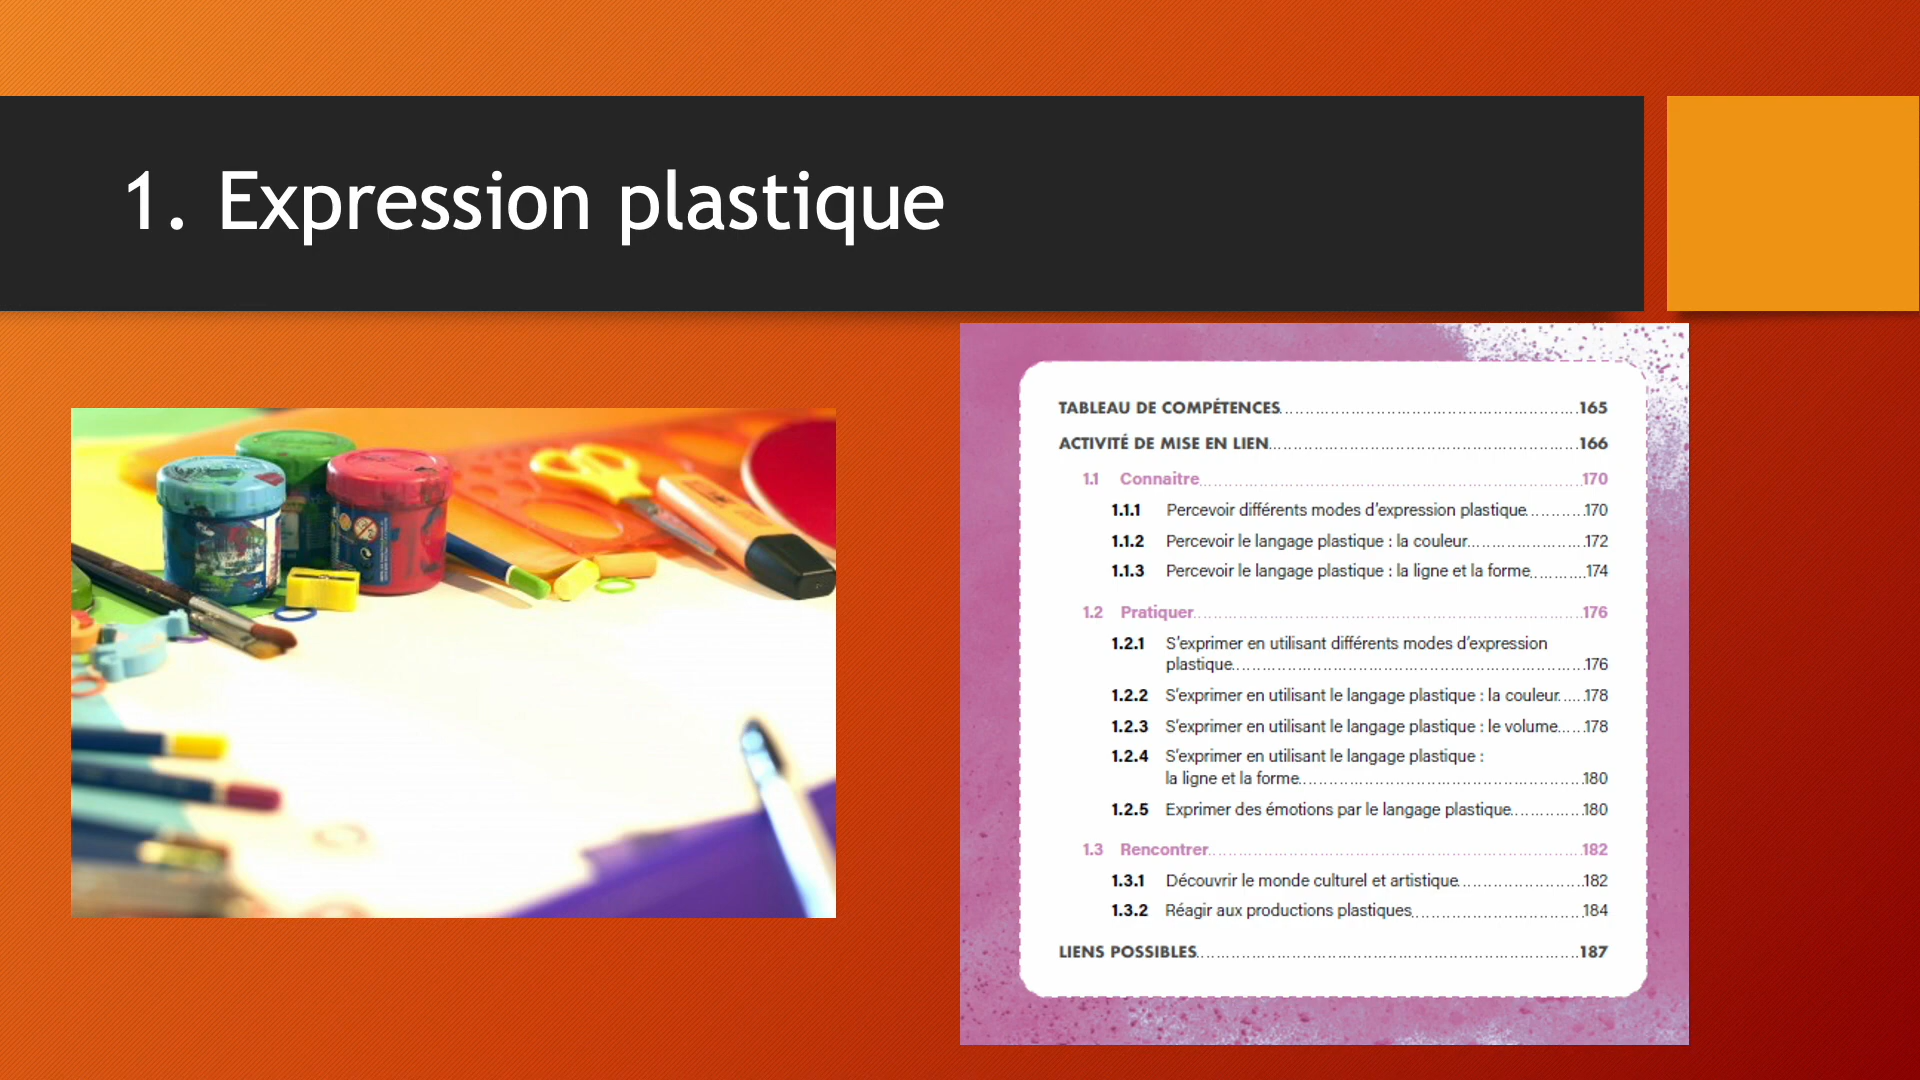 1. Expression plastique
TABLEAU DE COMPÉTENCES 165
ACTIVITÉ DE MISE EN LIEN 166
1.1 Connaitre 170
1.1.1 Percevoir différents modes d'expression plastique 170
1.1.2 Percevoir le langage plastique : la couleur 172
1.1.3 Percevoir le langage plastique : la ligne et la forme 174
1.2 Pratiquer 176
1.2.1 S'exprimer en utilisant différents modes d'expression
plastique 176
1.2.2 S'exprimer en utilisant le langage plastique : la couleur 178
1.2.3 S'exprimer en utilisant le langage plastique : le volume 178
1.2.4 S'exprimer en utilisant le langage plastique :
la ligne et la forme 180
1.2.5 Exprimer des émotions par le langage plastique 180
1.3 Rencontrer 182
1.3.1 Découvrir le monde culturel et artistique 182
1.3.2 Réagir aux productions plastiques 184
LIENS POSSIBLES 187